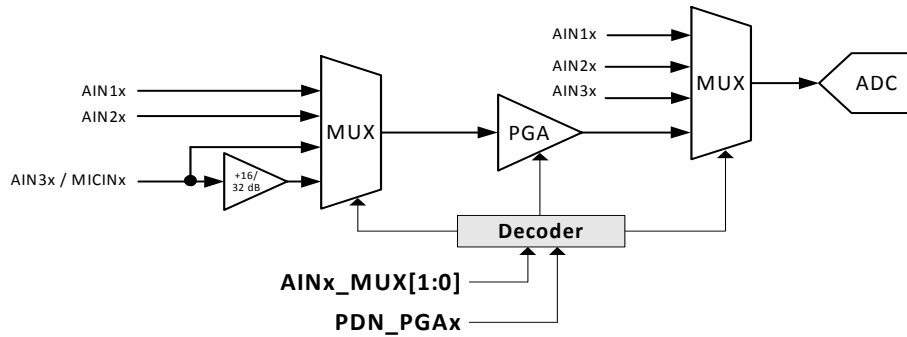 AIN1x
AIN2x
AIN3x / MICINx
+16/
32 dB
MUX
PGA
AIN1x
AIN2x
AIN3x
MUX
ADC
Decoder
AINx_MUX[1:0]
PDN_PGAx